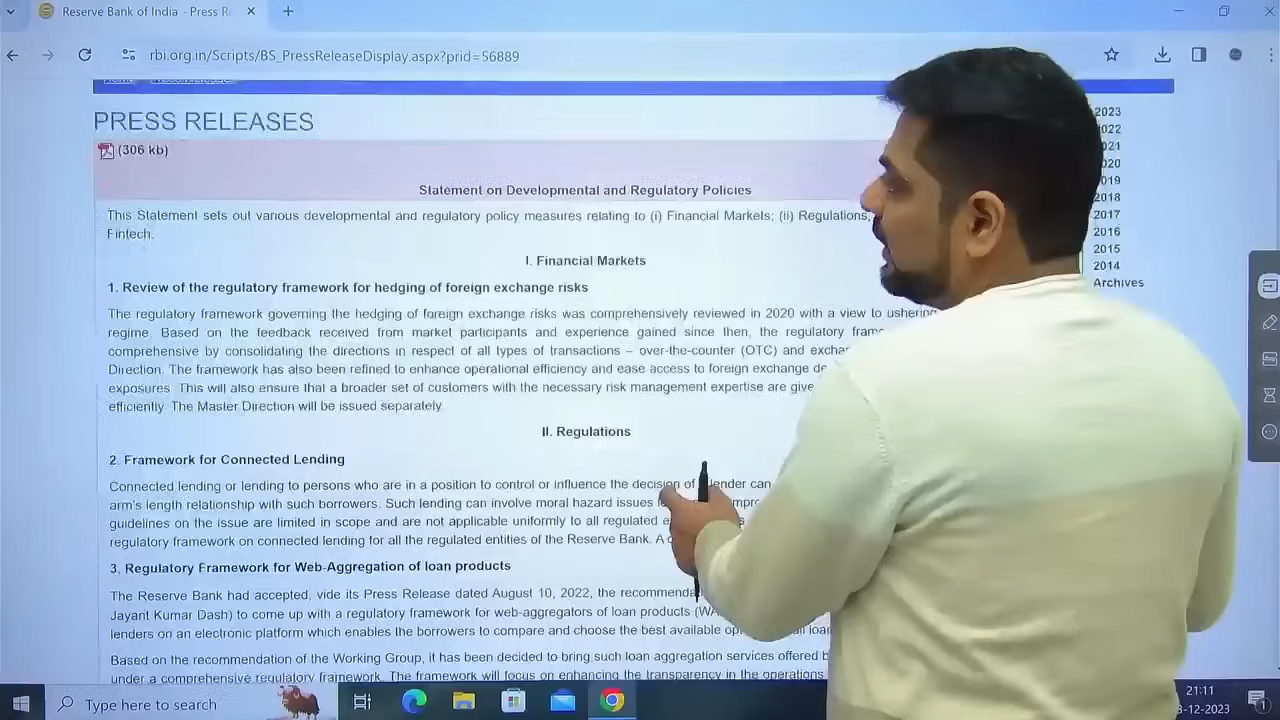 Reserve Bank of India - Press R
rbi.org.in/Scripts/BS_PressReleaseDisplay.aspx?prid=56889
PRESS RELEASES
(306 kb)
Statement on Developmental and Regulatory Policies
This Statement sets out various developmental and regulatory policy measures relating to (i) Financial Markets; (ii) Regulations,
Fintech.
I. Financial Markets
1. Review of the regulatory framework for hedging of foreign exchange risks
The regulatory framework governing the hedging of foreign exchange risks was comprehensively reviewed in 2020 with a view to ushering
regime. Based on the feedback received from market participants and experience gained since then, the regulatory
comprehensive by consolidating the directions in respect of all types of transactions – over-the-counter (OTC) and
Direction. The framework has also been refined to enhance operational efficiency and ease access to foreign exchange
exposures. This will also ensure that a broader set of customers with the necessary risk management expertise are
efficiently. The Master Direction will be issued separately.
II. Regulations
2. Framework for Connected Lending
Connected lending or lending to persons who are in a position to control or influence the decision of lender can
arm's length relationship with such borrowers. Such lending can involve moral hazard issues
guidelines on the issue are limited in scope and are not applicable uniformly to all regulated
regulatory framework on connected lending for all the regulated entities of the Reserve Bank. A
3. Regulatory Framework for Web-Aggregation of loan products
The Reserve Bank had accepted, vide its Press Release dated August 10, 2022, the
Jayant Kumar Dash) to come up with a regulatory framework for web-aggregators of loan products
lenders on an electronic platform which enables the borrowers to compare and choose the best available
Based on the recommendation of the Working Group, it has been decided to bring such loan aggregation services offered
under a comprehensive regulatory framework. The framework will focus on enhancing the transparency in the operations
2023
022
021
020
019
2018
2017
2016
2015
2014
Archives
Type here to search
21:11
-12-2023
1